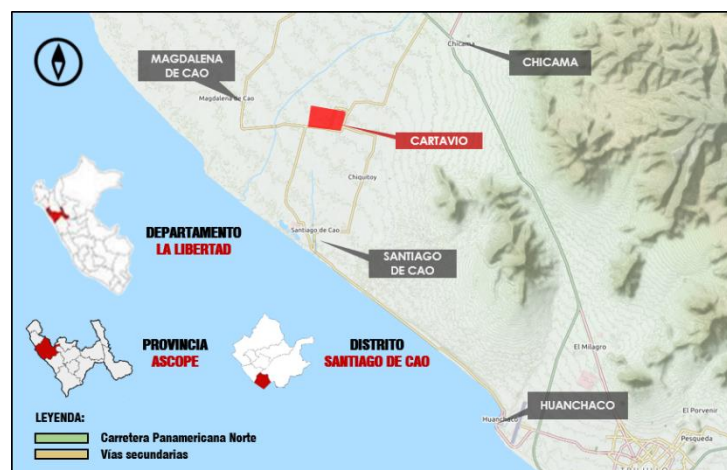 MAGDALENA
DE CAO
Magdalena de Cao
Chicama
CHICAMA
CARTAVIO
Chiquitoy
Santiago de Cao
SANTIAGO
DE CAO
DEPARTAMENTO
LA LIBERTAD
PROVINCIA
ASCOPE
DISTRITO
SANTIAGO DE CAO
El Milagro
HUANCHACO
Huanchaco
El Porvenir
Pesqueda
LEYENDA:
Carretera Panamericana Norte
Vías secundarias